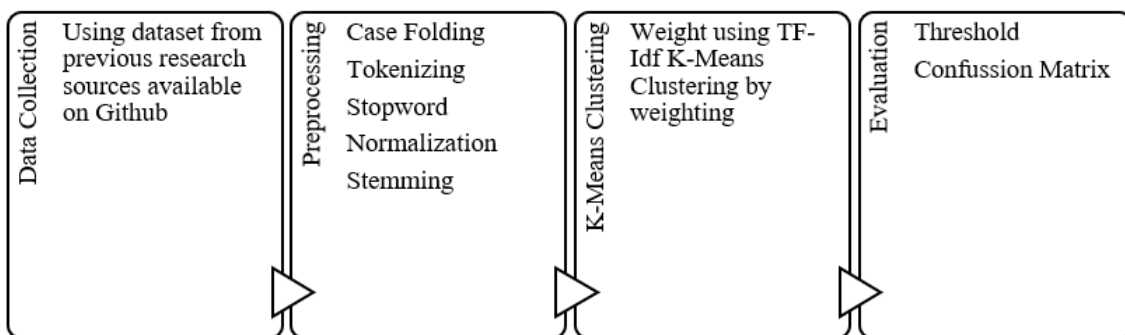 Data Collection
Using dataset from
previous research
sources available
on Github
Preprocessing
Case Folding
Tokenizing
Stopword
Normalization
Stemming
K-Means Clustering
Weight using TF-
Idf K-Means
Clustering by
weighting
Evaluation
Threshold
Confussion Matrix